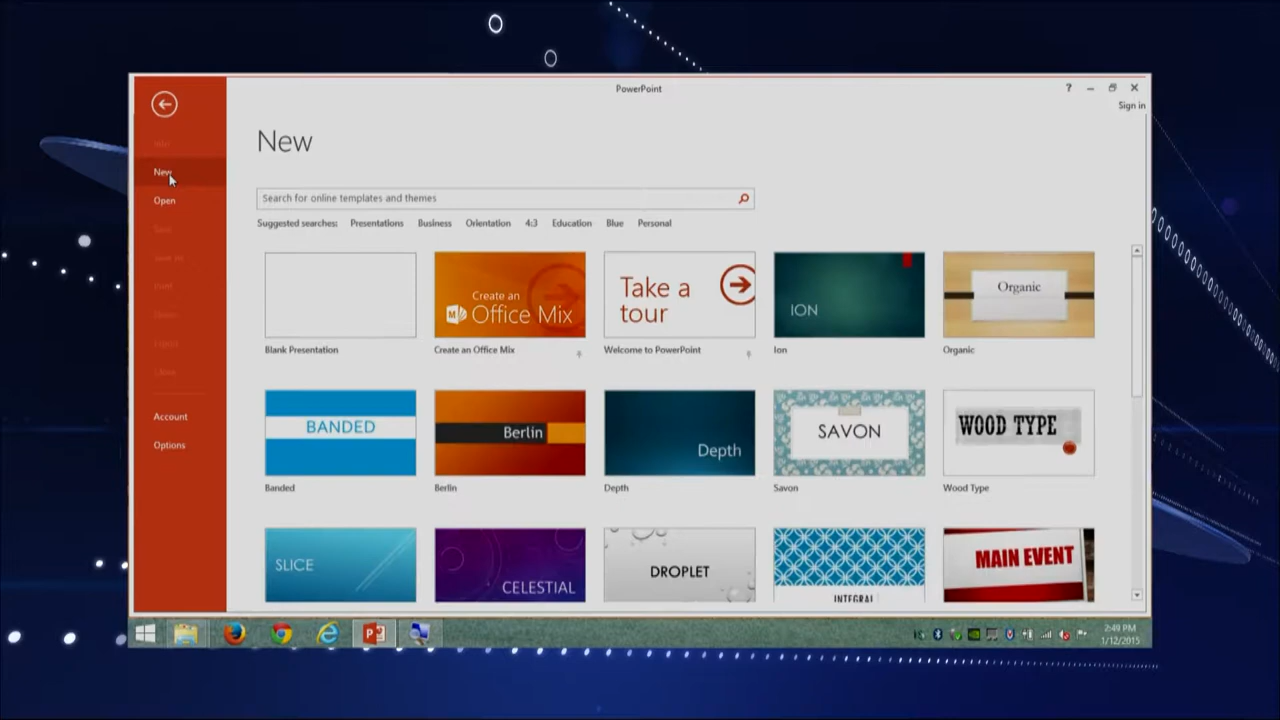 PowerPoint
?
Sign in
New
New
Open
Account
Options
Search for online templates and themes
Suggested searches: Presentations Business Orientation 4:3 Education Blue Personal
Create an
Office Mix
Take a
tour
ION
Organic
Blank Presentation
Create an Office Mix
Welcome to PowerPoint
Ion
Organic
BANDED
Berlin
Depth
SAVON
WOOD TYPE
Banded
Berlin
Depth
Savon
Wood Type
SLICE
CELESTIAL
DROPLET
INTEGRAL
MAIN EVENT
2:49 PM
1/12/2015